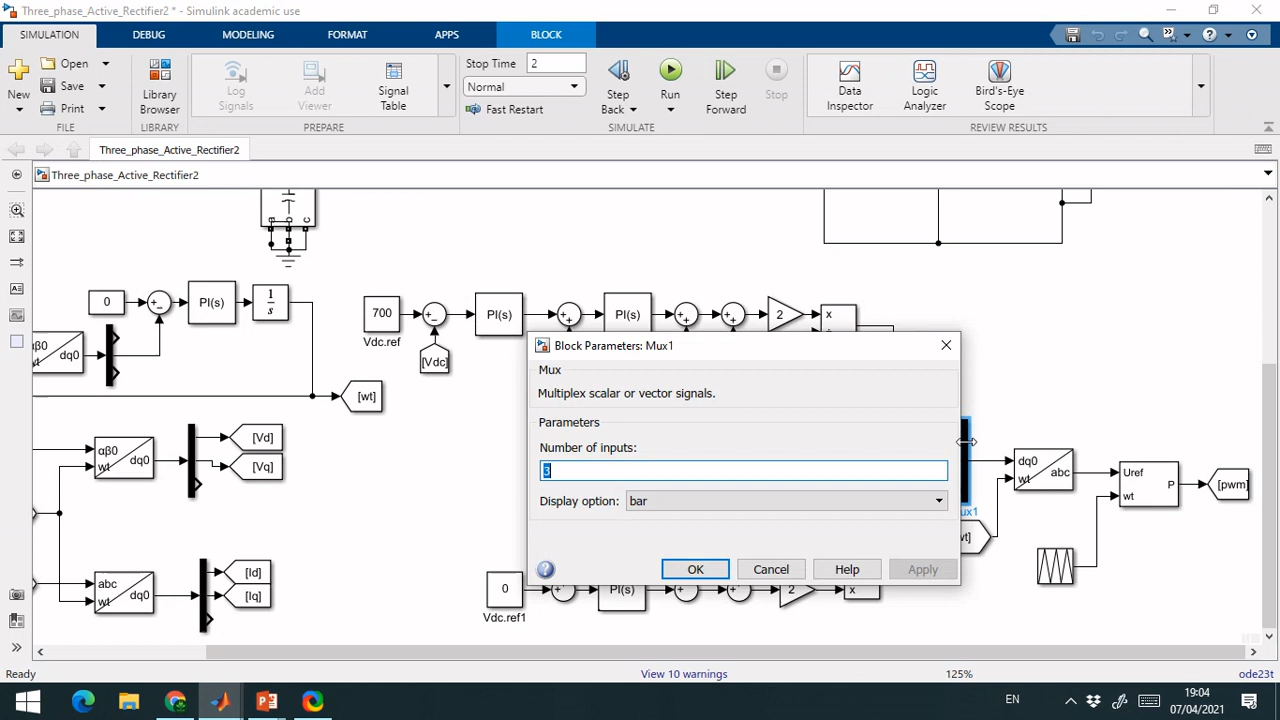 Three_phase_Active_Rectifier2 * - Simulink academic use
SIMULATION
DEBUG
MODELING
FORMAT
APPS
BLOCK
New
Open
Save
Print
FILE
Library
Browser
LIBRARY
Log
Signals
Add
Viewer
Signal
Table
PREPARE
Stop Time
2
Normal
Fast Restart
Step
Back
Run
Step
Forward
Stop
SIMULATE
Data
Inspector
Logic
Analyzer
Bird's-Eye
Scope
REVIEW RESULTS
Three_phase_Active_Rectifier2
Three_phase_Active_Rectifier2
0
PI(s)
1
s
700
Vdc.ref
[Vdc]
PI(s)
PI(s)
2
x
αβ0
wt
dq0
[wt]
αβ0
wt
dq0
[Vd]
[Vq]
abc
wt
dq0
[Id]
[Iq]
0
Vdc.ref1
PI(s)
2
x
Block Parameters: Mux1
Mux
Multiplex scalar or vector signals.
Parameters
Number of inputs:
3
Display option:
bar
OK
Cancel
Help
Apply
ux1
t]
dq0
wt
abc
Uref
wt
P
[pwm]
Ready
View 10 warnings
125%
ode23t
EN
19:04
07/04/2021